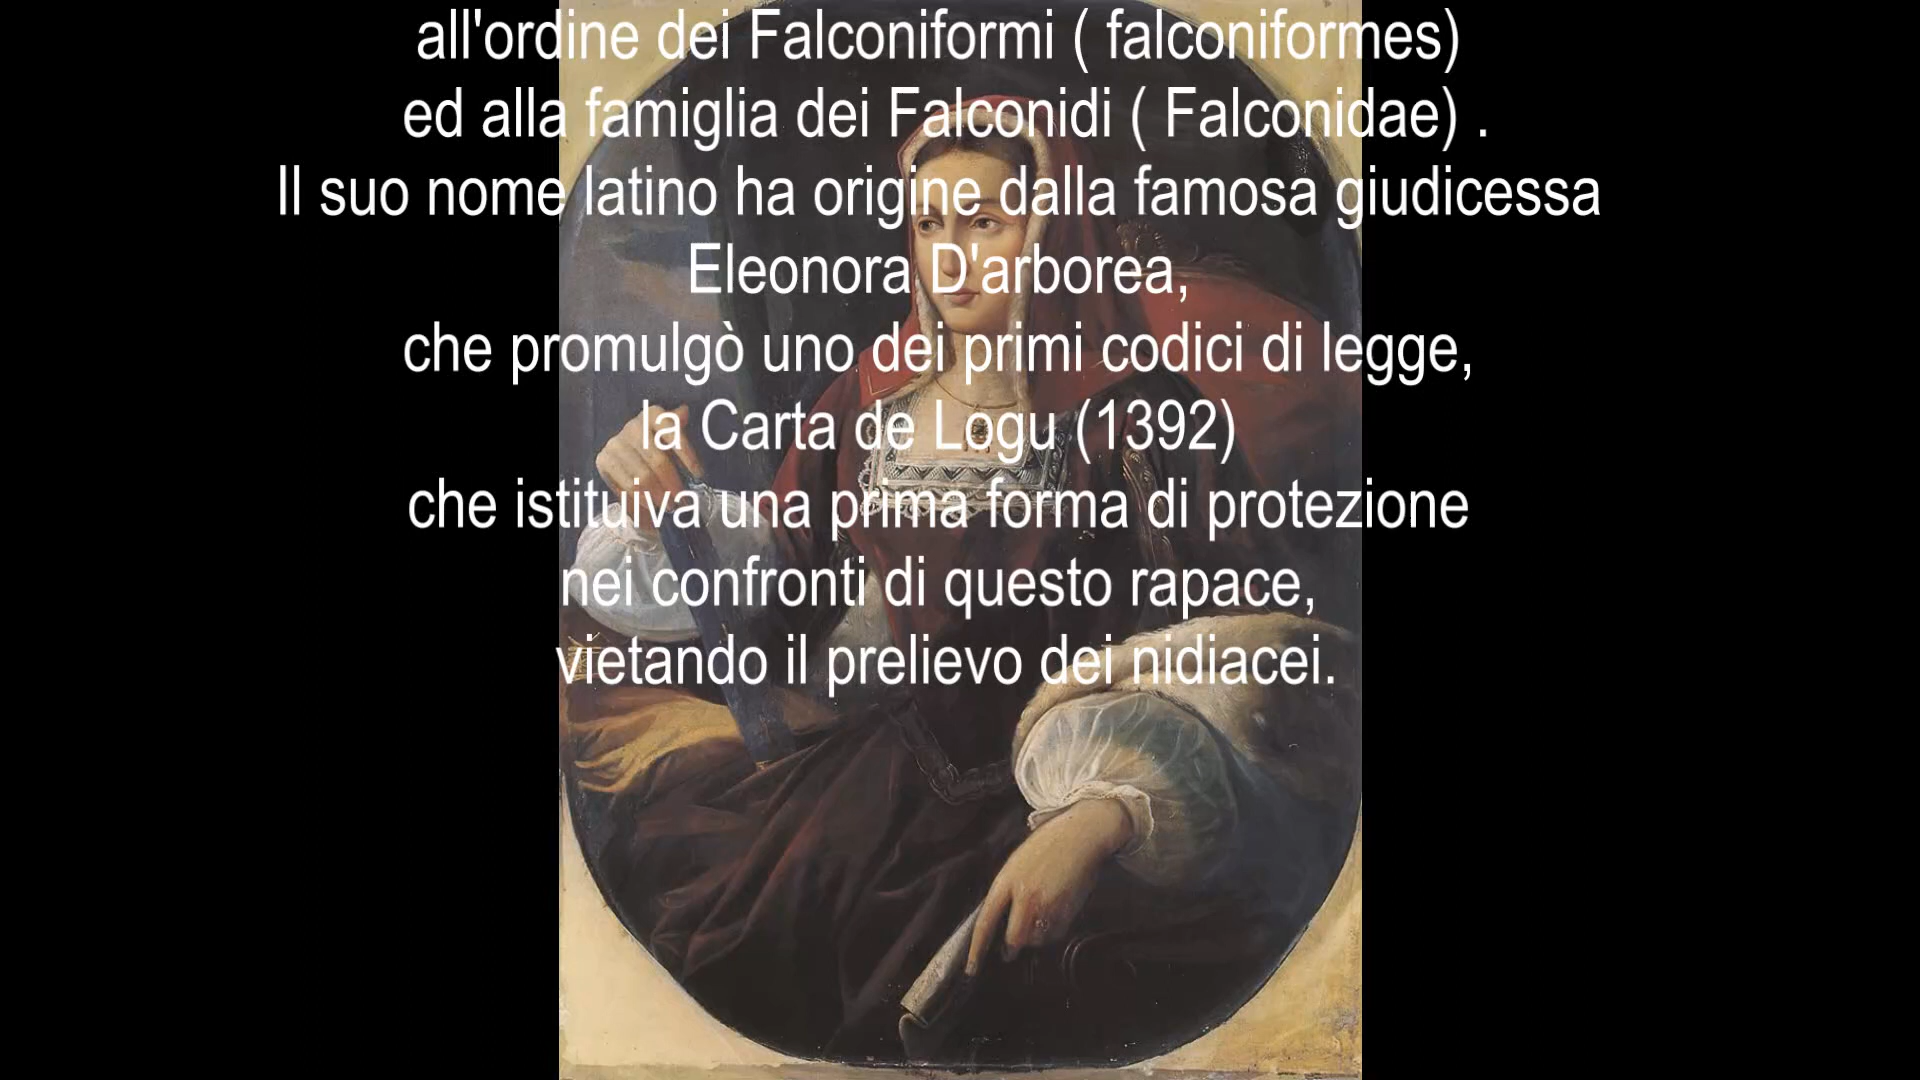 all'ordine dei Falconiformi ( falconiformes)
ed alla famiglia dei Falconidi ( Falconidae) .
Il suo nome latino ha origine dalla famosa giudicessa
Eleonora D'arborea,
che promulgò uno dei primi codici di legge,
la Carta de Logu (1392)
che istituiva una prima forma di protezione
nei confronti di questo rapace,
vietando il prelievo dei nidiacei.